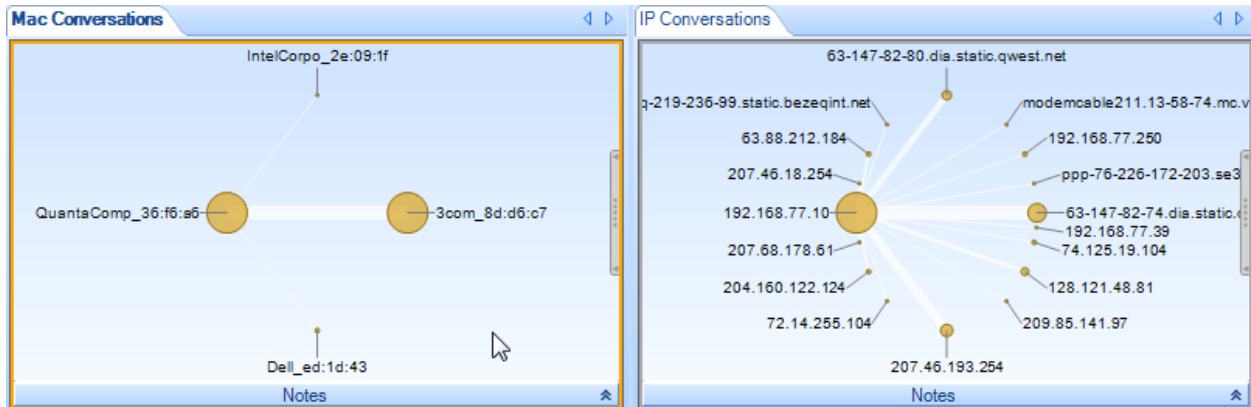 Mac Conversations
IntelCorpo_2e:09:1f
QuantaComp_36:f6:a6
3com_8d:d6:c7
Dell_ed:1d:43
Notes
IP Conversations
63-147-82-80.dia.static.qwest.net
q-219-236-99.static.bezeqint.net
modemcable211.13-58-74.mc.v
63.88.212.184
192.168.77.250
207.46.18.254
ppp-76-226-172-203.se3
192.168.77.10
63-147-82-74.dia.static.
192.168.77.39
207.68.178.61
74.125.19.104
204.160.122.124
128.121.48.81
72.14.255.104
209.85.141.97
207.46.193.254
Notes